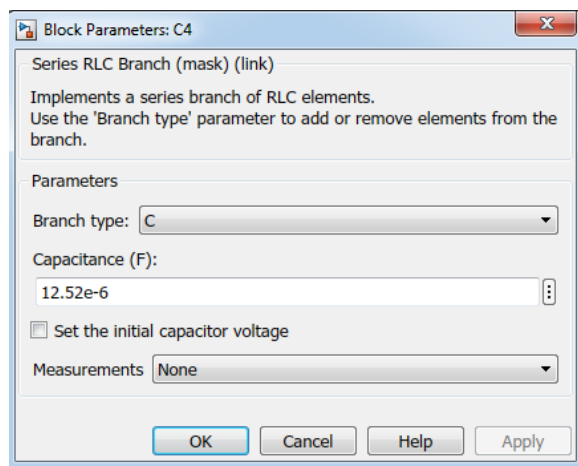 Block Parameters: C4
Series RLC Branch (mask) (link)
Implements a series branch of RLC elements.
Use the 'Branch type' parameter to add or remove elements from the
branch.
Parameters
Branch type: C
Capacitance (F):
12.52e-6
Set the initial capacitor voltage
Measurements None
OK Cancel Help Apply